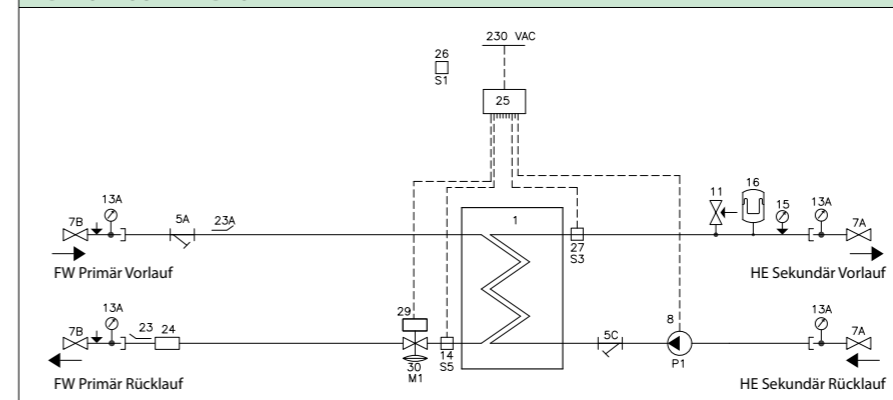 230 VAC
26
S1
25
13A
7B
5A
23A
1
11
16
15
13A
7A
27
S3
FW Primär Vorlauf
HE Sekundär Vorlauf
13A
7B
23
24
29
30
M1
14
S5
5C
8
P1
13A
7A
FW Primär Rücklauf
HE Sekundär Rücklauf